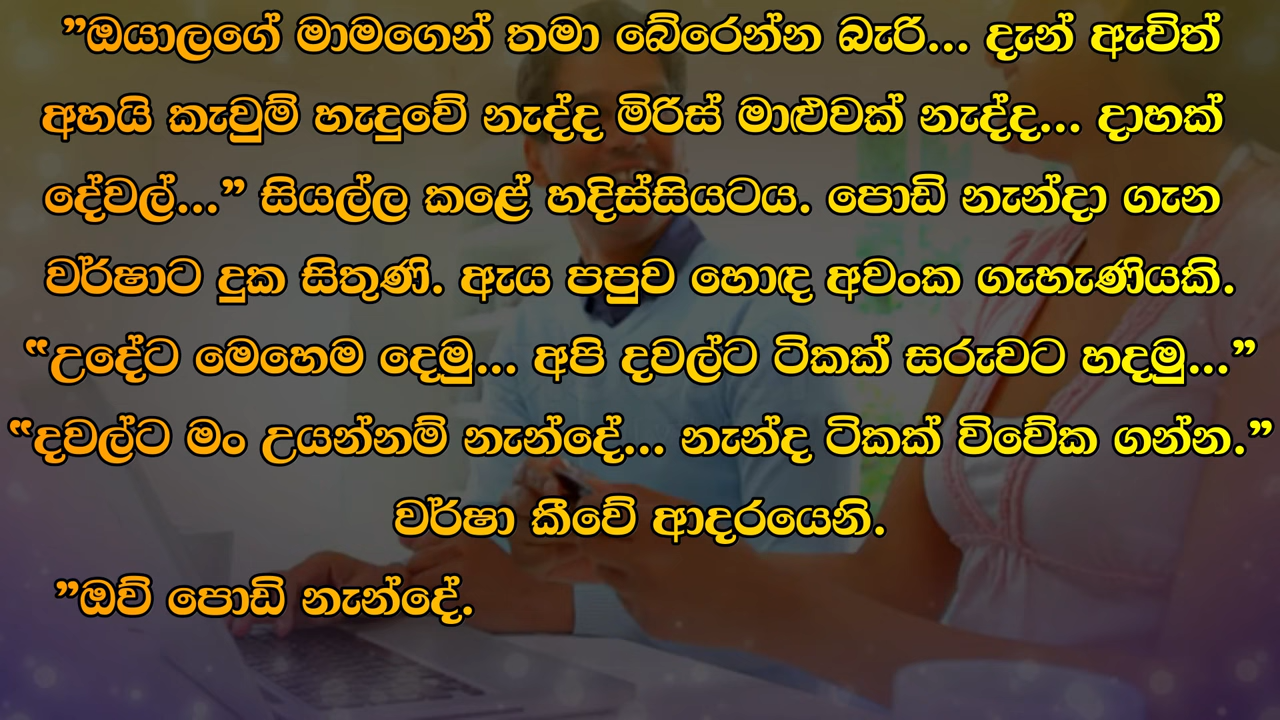 ”ඔයාලගේ මාමගෙන් තමා බේරෙන්න බැරි... දැන් ඇවිත්
අහයි කැවුම් හැදුවේ නැද්ද මිරිස් මාළුවක් නැද්ද... දාහක්
දේවල්...” සියල්ල කළේ හදිස්සියටය. පොඩි නැන්දා ගැන
වර්ෂාට දුක සිතුණි. ඇය පපුව හොඳ අවංක ගැහැණියකි.
“උදේට මෙහෙම දෙමු... අපි දවල්ට ටිකක් සරුවට හදමු...”
“දවල්ට මං උයන්නම් නැන්දේ... නැන්ද ටිකක් විවේක ගන්න.”
වර්ෂා කීවේ ආදරයෙනි.
”ඔව් පොඩි නැන්දේ.